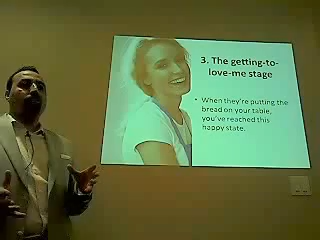 3. The getting-to-
love-me stage
• When they're putting the
bread on your table,
you've reached this
happy state.